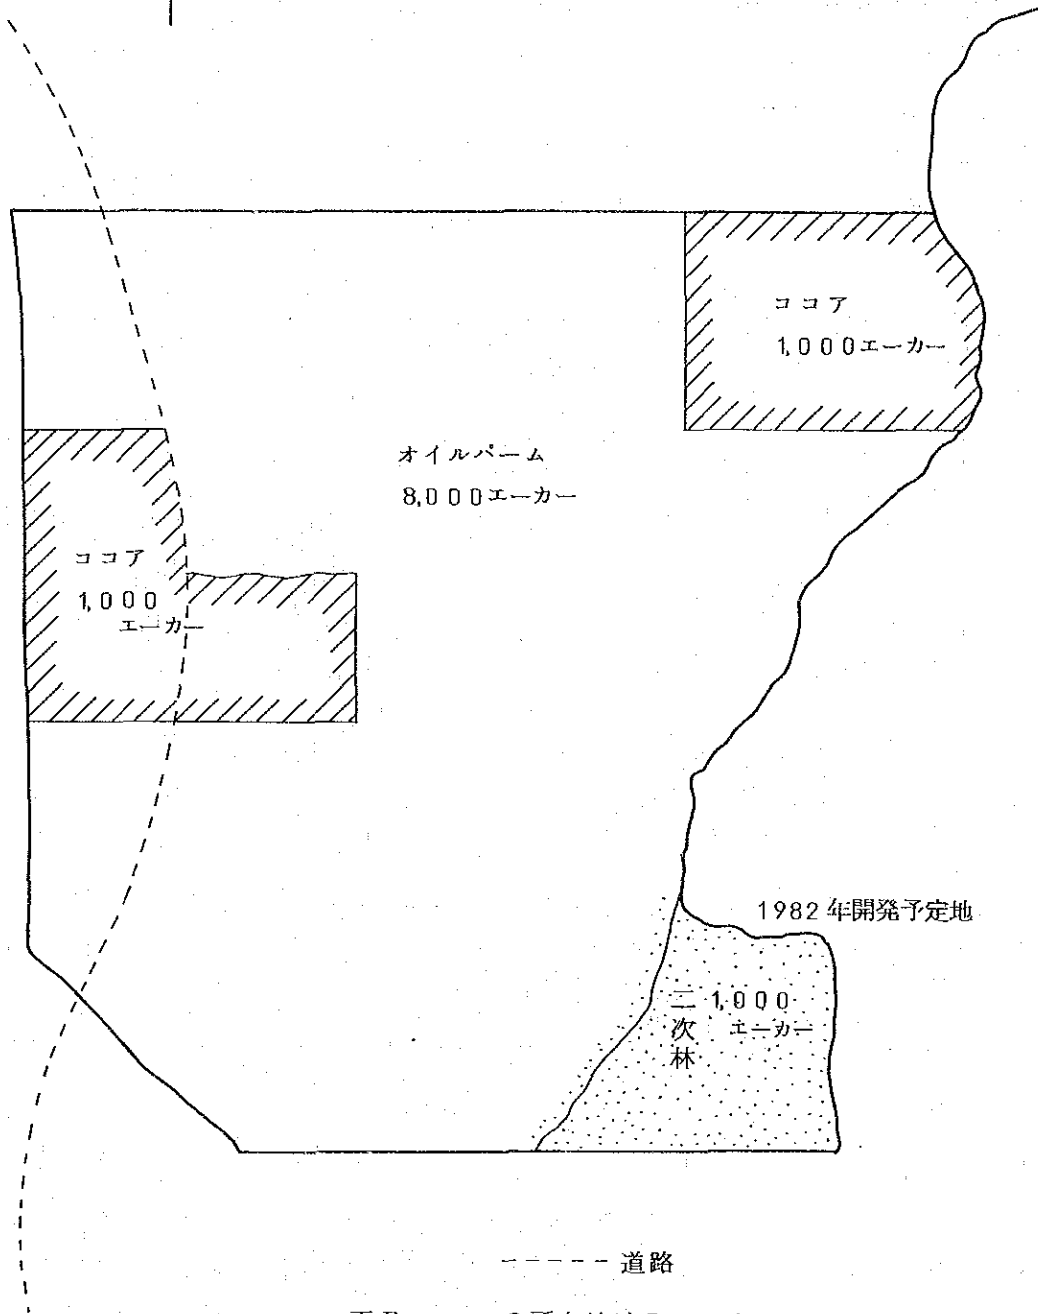 ココア
1,000エーカー
オイルパーム
8,000エーカー
ココア
1,000
エーカー
1982年開発予定地
二次林
1,000
エーカー
----- 道路